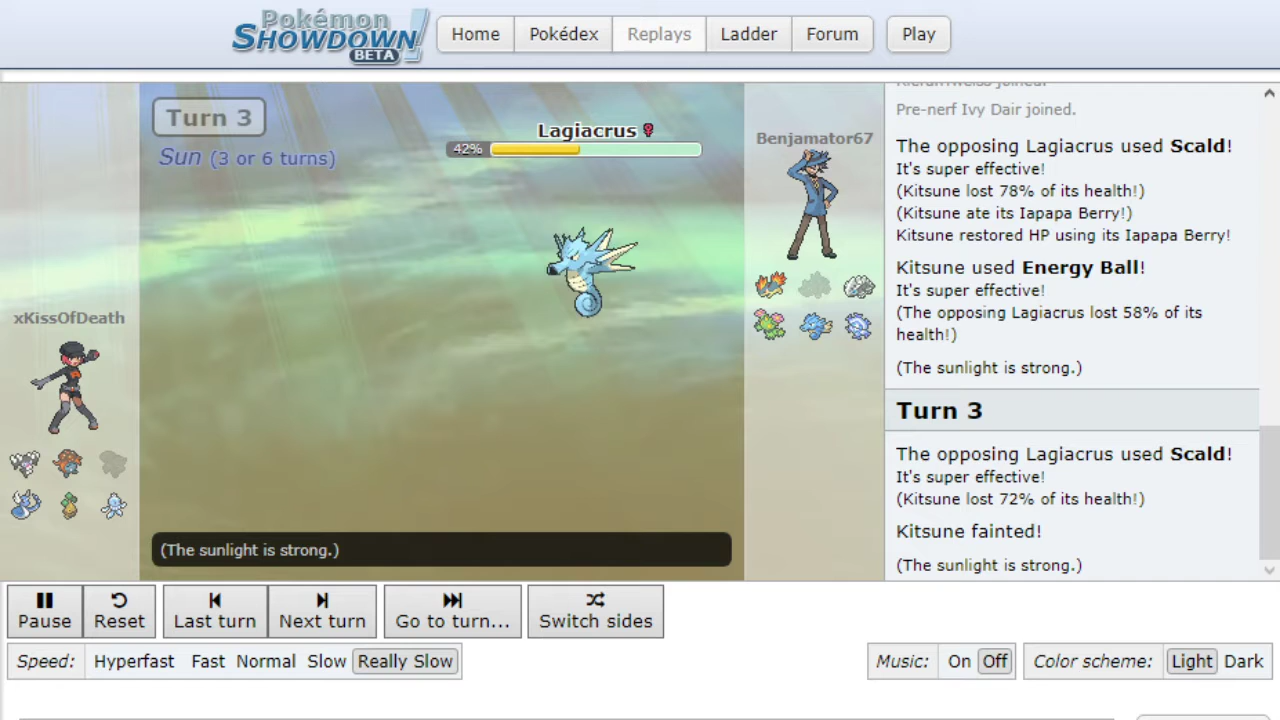 Pokémon
SHOWDOWN!
BETA
Home
Pokédex
Replays
Ladder
Forum
Play
Turn 3
Sun (3 or 6 turns)
Lagiacrus
42%
Benjamator67
xKissOfDeath
(The sunlight is strong.)
Pre-nerf Ivy Dair joined.
The opposing Lagiacrus used Scald!
It's super effective!
(Kitsune lost 78% of its health!)
(Kitsune ate its Iapapa Berry!)
Kitsune restored HP using its Iapapa Berry!
Kitsune used Energy Ball!
It's super effective!
(The opposing Lagiacrus lost 58% of its
health!)
(The sunlight is strong.)
Turn 3
The opposing Lagiacrus used Scald!
It's super effective!
(Kitsune lost 72% of its health!)
Kitsune fainted!
(The sunlight is strong.)
Pause
Reset
Last turn
Next turn
Go to turn...
Switch sides
Speed:
Hyperfast
Fast
Normal
Slow
Really Slow
Music:
On
Off
Color scheme:
Light
Dark